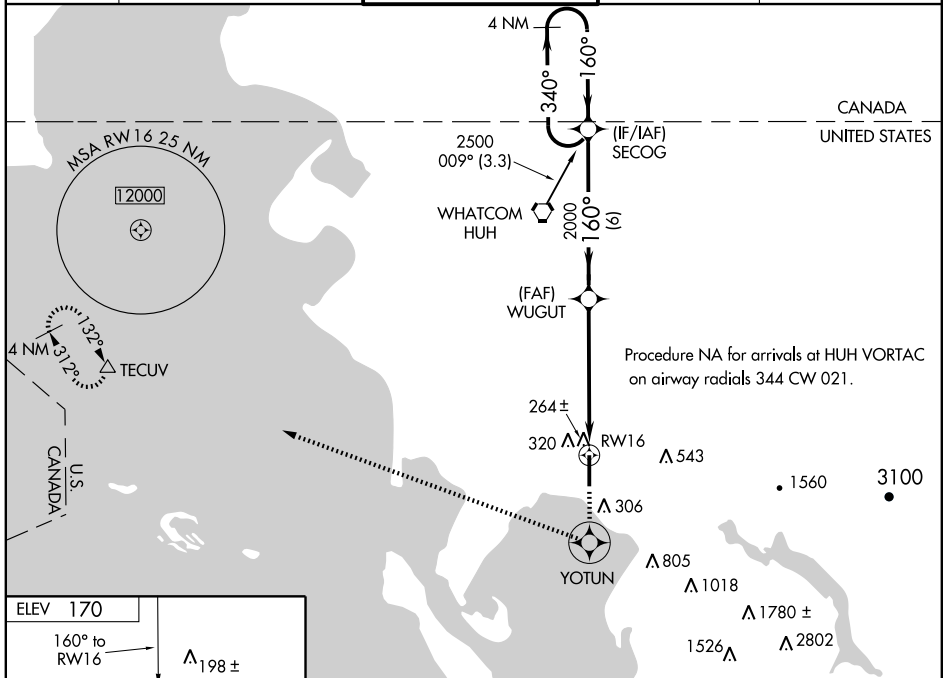 4 NM
340°
160°
CANADA
UNITED STATES
(IF/IAF)
SECOG
2500
009° (3.3)
MSA RW16 25 NM
12000
WHATCOM
HUH
2000
160°
(6)
(FAF)
WUGUT
132°
312°
4 NM
TECUV
Procedure NA for arrivals at HUH VORTAC
on airway radials 344 CW 021.
264 ±
320
RW16
543
1560
3100
U.S.
CANADA
306
YOTUN
805
1018
1780 ±
1526
2802
ELEV 170
160° to
RW16
198 ±